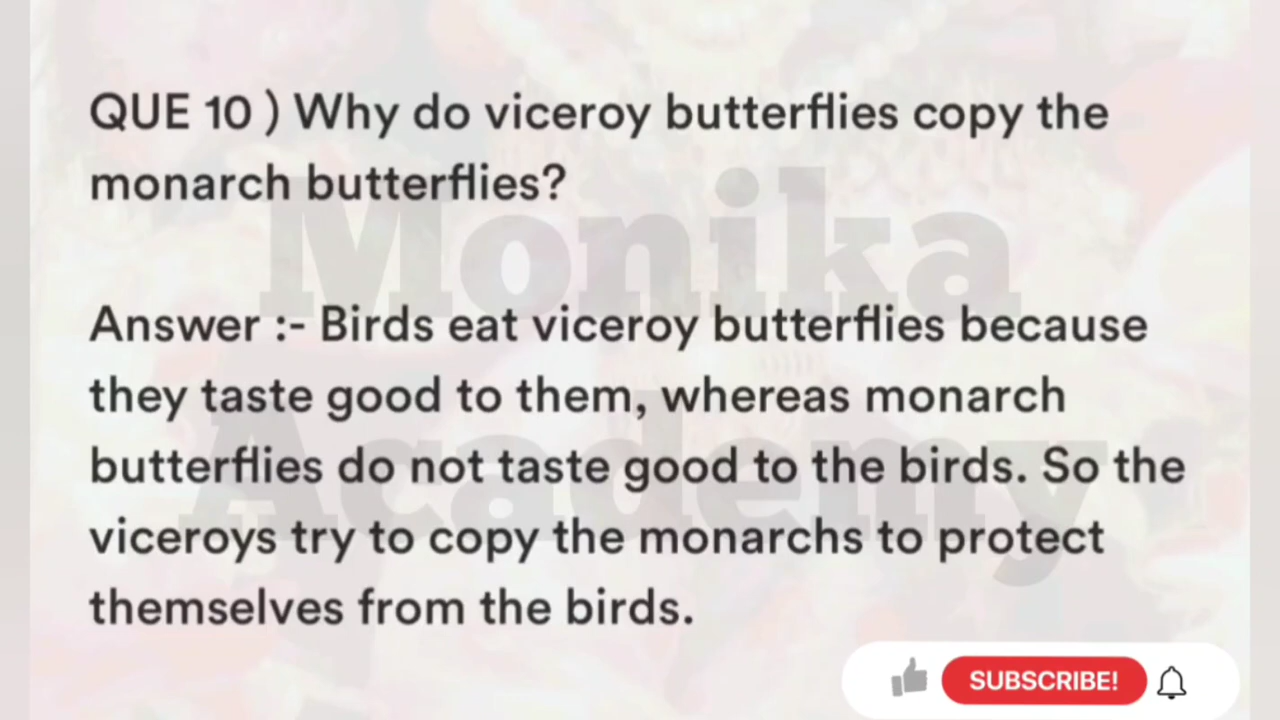 QUE 10 ) Why do viceroy butterflies copy the
monarch butterflies?
Answer :- Birds eat viceroy butterflies because
they taste good to them, whereas monarch
butterflies do not taste good to the birds. So the
viceroys try to copy the monarchs to protect
themselves from the birds.
Monika
Academy
SUBSCRIBE!